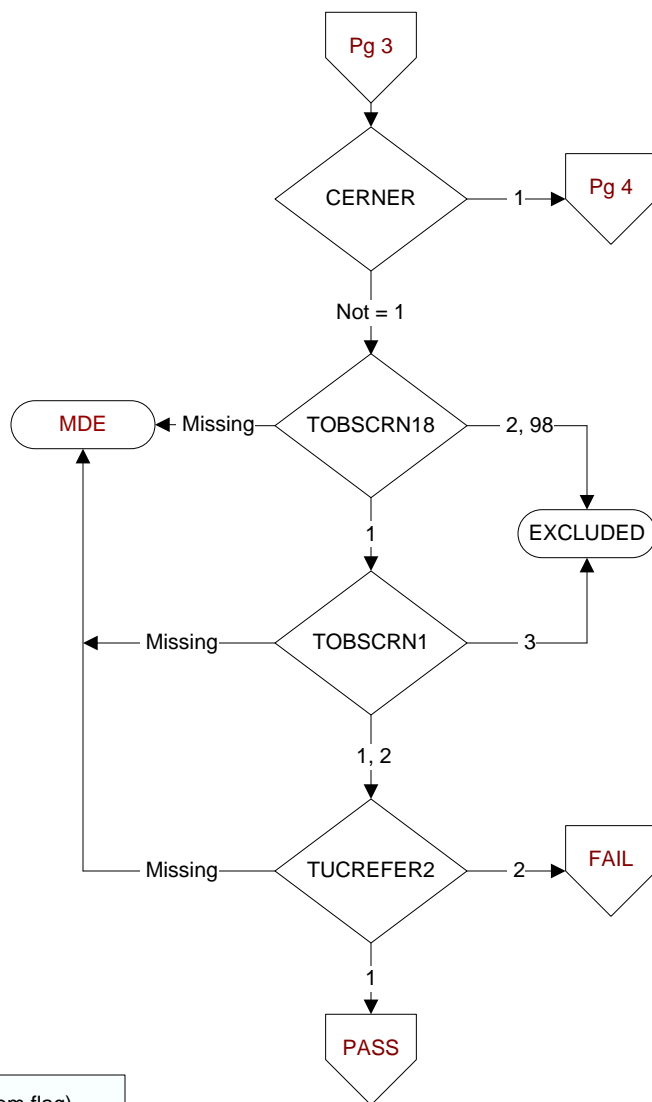 Pg 3
CERNER
1
Pg 4
Not = 1
MDE
Missing
TOBSCRN18
2, 98
1
EXCLUDED
Missing
TOBSCRN1
3
1, 2
Missing
TUCREFER2
2
FAIL
1
PASS
flag)